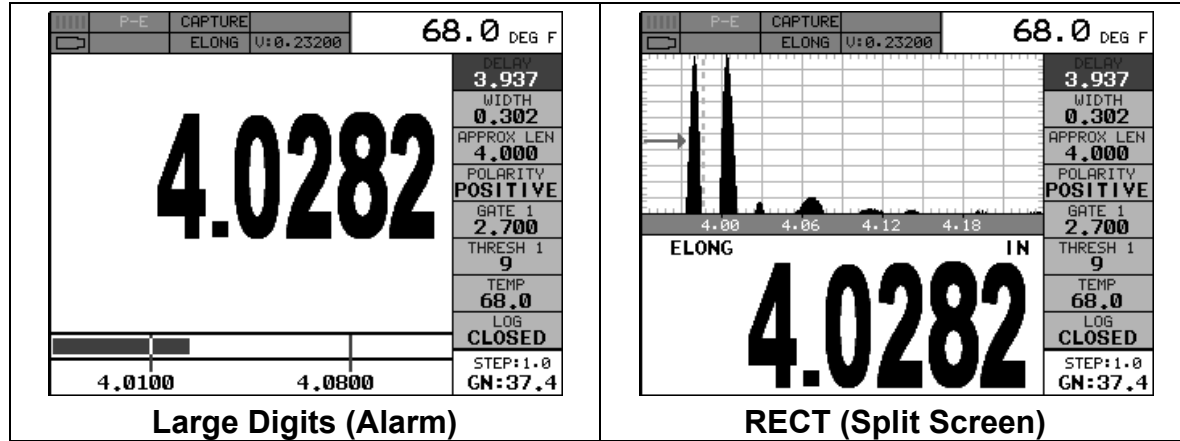 P-E CAPTURE
ELONG V:0.23200
68.0 DEG F
4.0282
DELAY
3.937
WIDTH
0.302
APPROX LEN
4.000
POLARITY
POSITIVE
GATE 1
2.700
THRESH 1
9
TEMP
68.0
LOG
CLOSED
STEP:1.0
GN:37.4
4.0100 4.0800
Large Digits (Alarm)
P-E CAPTURE
ELONG V:0.23200
68.0 DEG F
4.00 4.06 4.12 4.18
ELONG IN
4.0282
DELAY
3.937
WIDTH
0.302
APPROX LEN
4.000
POLARITY
POSITIVE
GATE 1
2.700
THRESH 1
9
TEMP
68.0
LOG
CLOSED
STEP:1.0
GN:37.4
RECT (Split Screen)